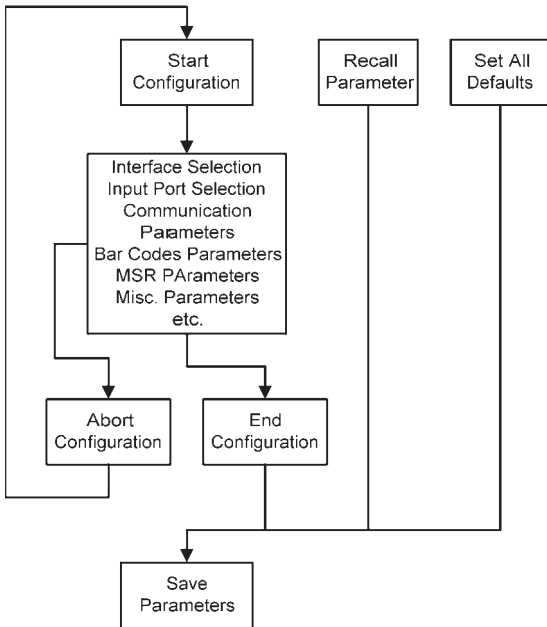 Start
Configuration
Recall
Parameter
Set All
Defaults
Interface Selection
Input Port Selection
Communication
Parameters
Bar Codes Parameters
MSR PArameters
Misc. Parameters
etc.
Abort
Configuration
End
Configuration
Save
Parameters